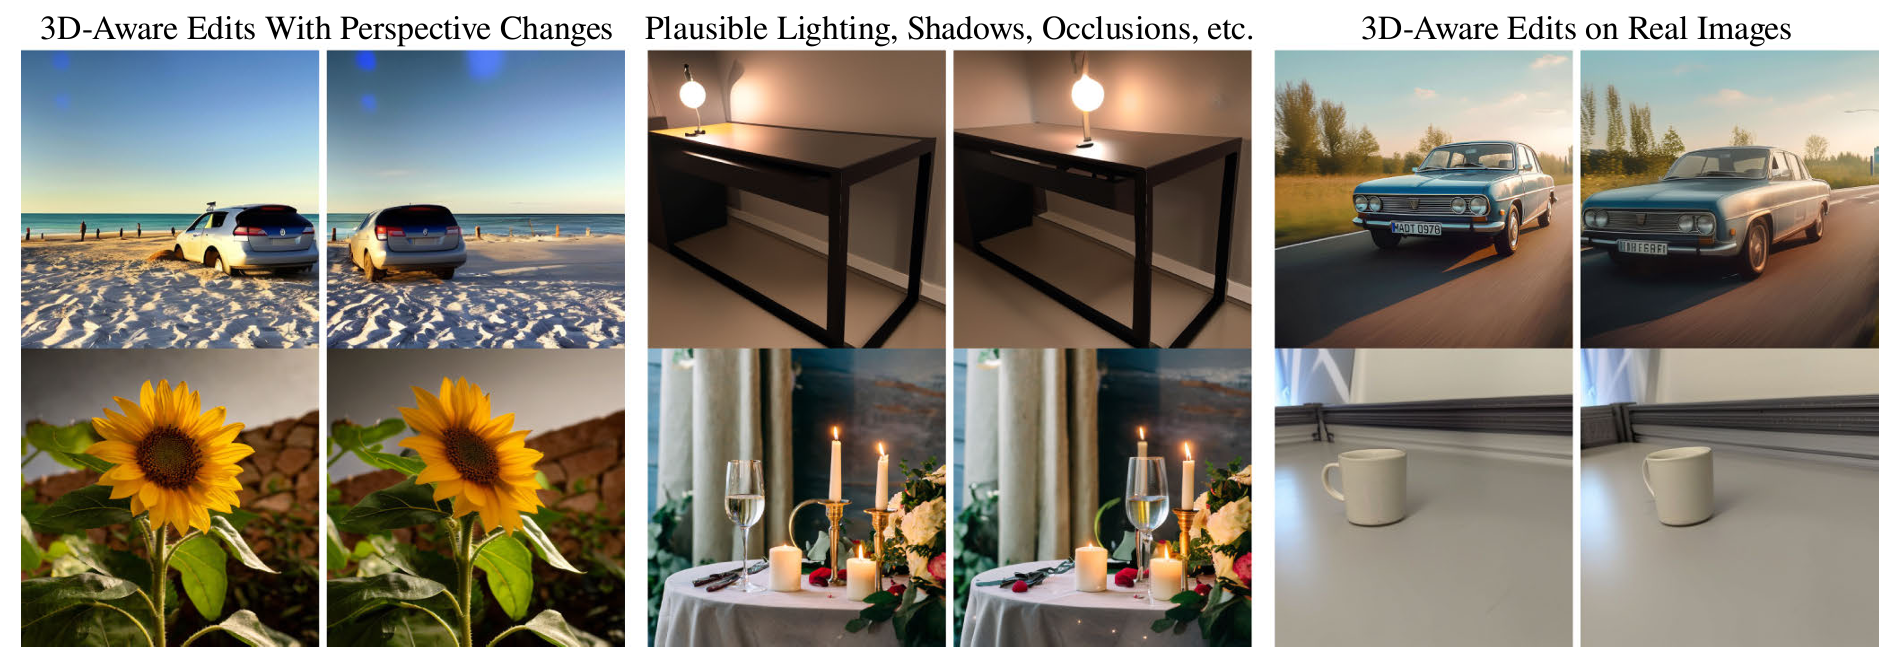 3D-Aware Edits With Perspective Changes
Plausible Lighting, Shadows, Occlusions, etc.
3D-Aware Edits on Real Images